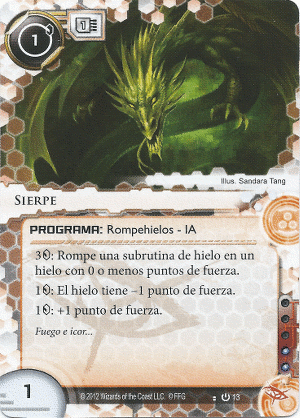 1
1
Illus. Sandara Tang
Sierpe
PROGRAMA: Rompehielos - IA
3: Rompe una subrutina de hielo en un
hielo con 0 o menos puntos de fuerza.
1: El hielo tiene –1 punto de fuerza.
1: +1 punto de fuerza.
Fuego e icor...
1
© 2012 Wizards of the Coast LLC. © FFG
13